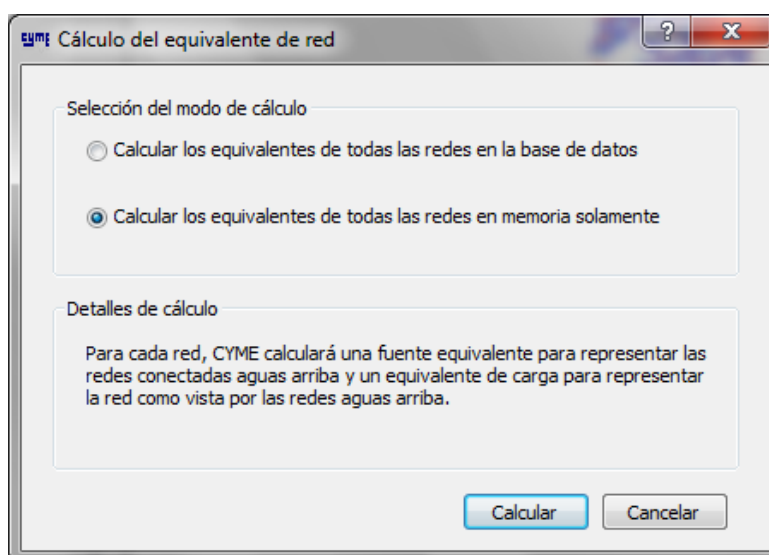 CYME Cálculo del equivalente de red
? X
Selección del modo de cálculo
Calcular los equivalentes de todas las redes en la base de datos
Calcular los equivalentes de todas las redes en memoria solamente
Detalles de cálculo
Para cada red, CYME calculará una fuente equivalente para representar las
redes conectadas aguas arriba y un equivalente de carga para representar
la red como vista por las redes aguas arriba.
Calcular Cancelar